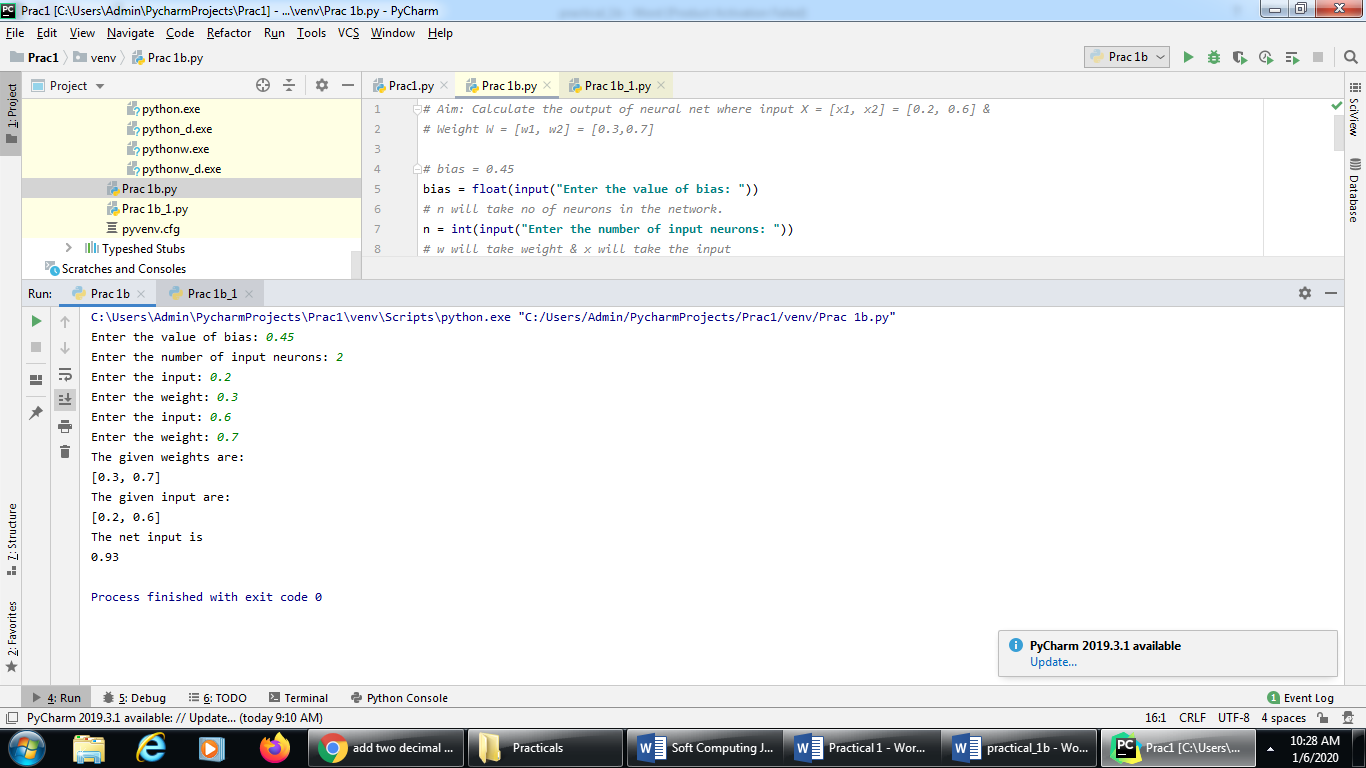 Prac1 [C:\Users\Admin\PycharmProjects\Prac1] - ...\venv\Prac 1b.py - PyCharm
File Edit View Navigate Code Refactor Run Tools VCS Window Help
Prac1 venv Prac 1b.py Prac 1b
1: Project
Project
Prac1.py Prac 1b.py Prac 1b_1.py
python.exe
python_d.exe
pythonw.exe
pythonw_d.exe
Prac 1b.py
Prac 1b_1.py
pyvenv.cfg
Typeshed Stubs
Scratches and Consoles
1 # Aim: Calculate the output of neural net where input X = [x1, x2] = [0.2, 0.6] &
2 # Weight W = [w1, w2] = [0.3,0.7]
3
4 # bias = 0.45
5 bias = float(input("Enter the value of bias: "))
6 # n will take no of neurons in the network.
7 n = int(input("Enter the number of input neurons: "))
8 # w will take weight & x will take the input
SciView
Database
Run: Prac 1b Prac 1b_1
C:\Users\Admin\PycharmProjects\Prac1\venv\Scripts\python.exe "C:/Users/Admin/PycharmProjects/Prac1/venv/Prac 1b.py"
Enter the value of bias: 0.45
Enter the number of input neurons: 2
Enter the input: 0.2
Enter the weight: 0.3
Enter the input: 0.6
Enter the weight: 0.7
The given weights are:
[0.3, 0.7]
The given input are:
[0.2, 0.6]
The net input is
0.93
Process finished with exit code 0
7: Structure
2: Favorites
PyCharm 2019.3.1 available
Update...
4: Run 5: Debug 6: TODO Terminal Python Console 1 Event Log
PyCharm 2019.3.1 available: // Update... (today 9:10 AM) 16:1 CRLF UTF-8 4 spaces
add two decimal ... Practicals Soft Computing J... Practical 1 - Wor... practical_1b - Wo... Prac1 [C:\Users\...
10:28 AM
1/6/2020